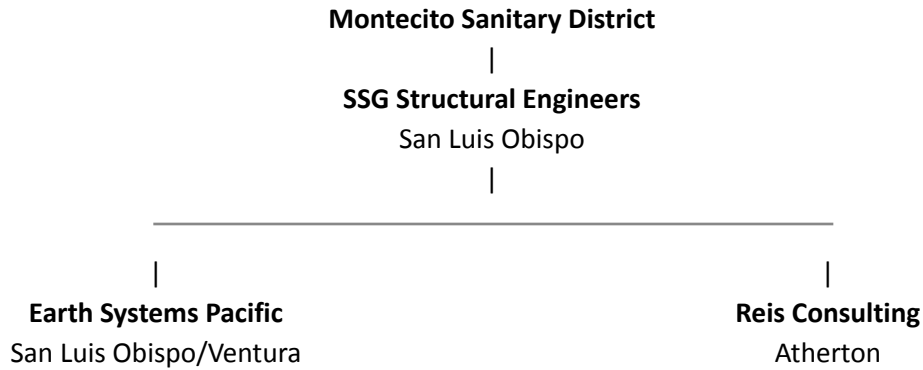 Montecito Sanitary District
|
SSG Structural Engineers
San Luis Obispo
|
| |
Earth Systems Pacific Reis Consulting
San Luis Obispo/Ventura Atherton